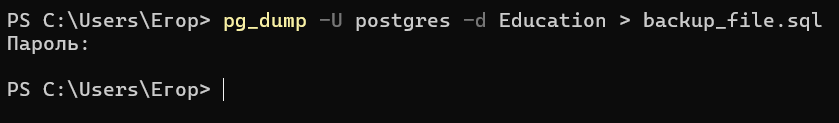 PS C:\Users\Егор> pg_dump -U postgres -d Education > backup_file.sql
Пароль:
PS C:\Users\Егор>